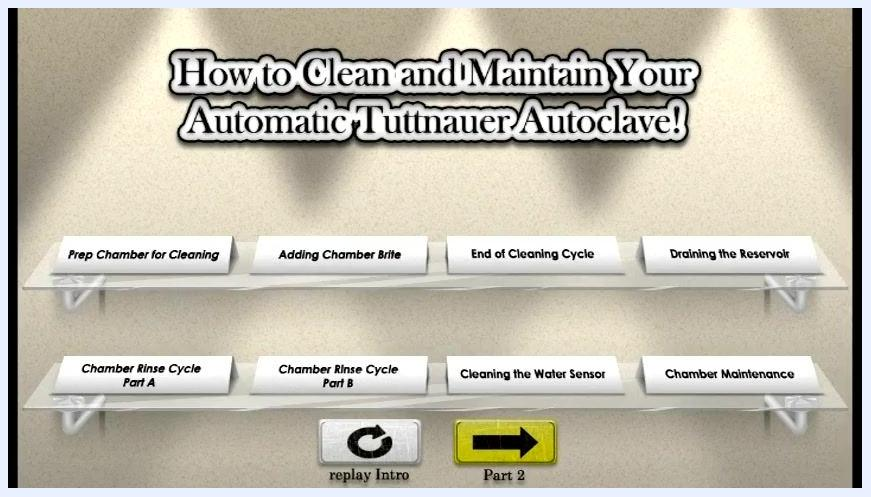 How to Clean and Maintain Your
Automatic Tuttnauer Autoclave!
Prep Chamber for Cleaning
Adding Chamber Brite
End of Cleaning Cycle
Draining the Reservoir
Chamber Rinse Cycle
Part A
Chamber Rinse Cycle
Part B
Cleaning the Water Sensor
Chamber Maintenance
replay Intro
Part 2